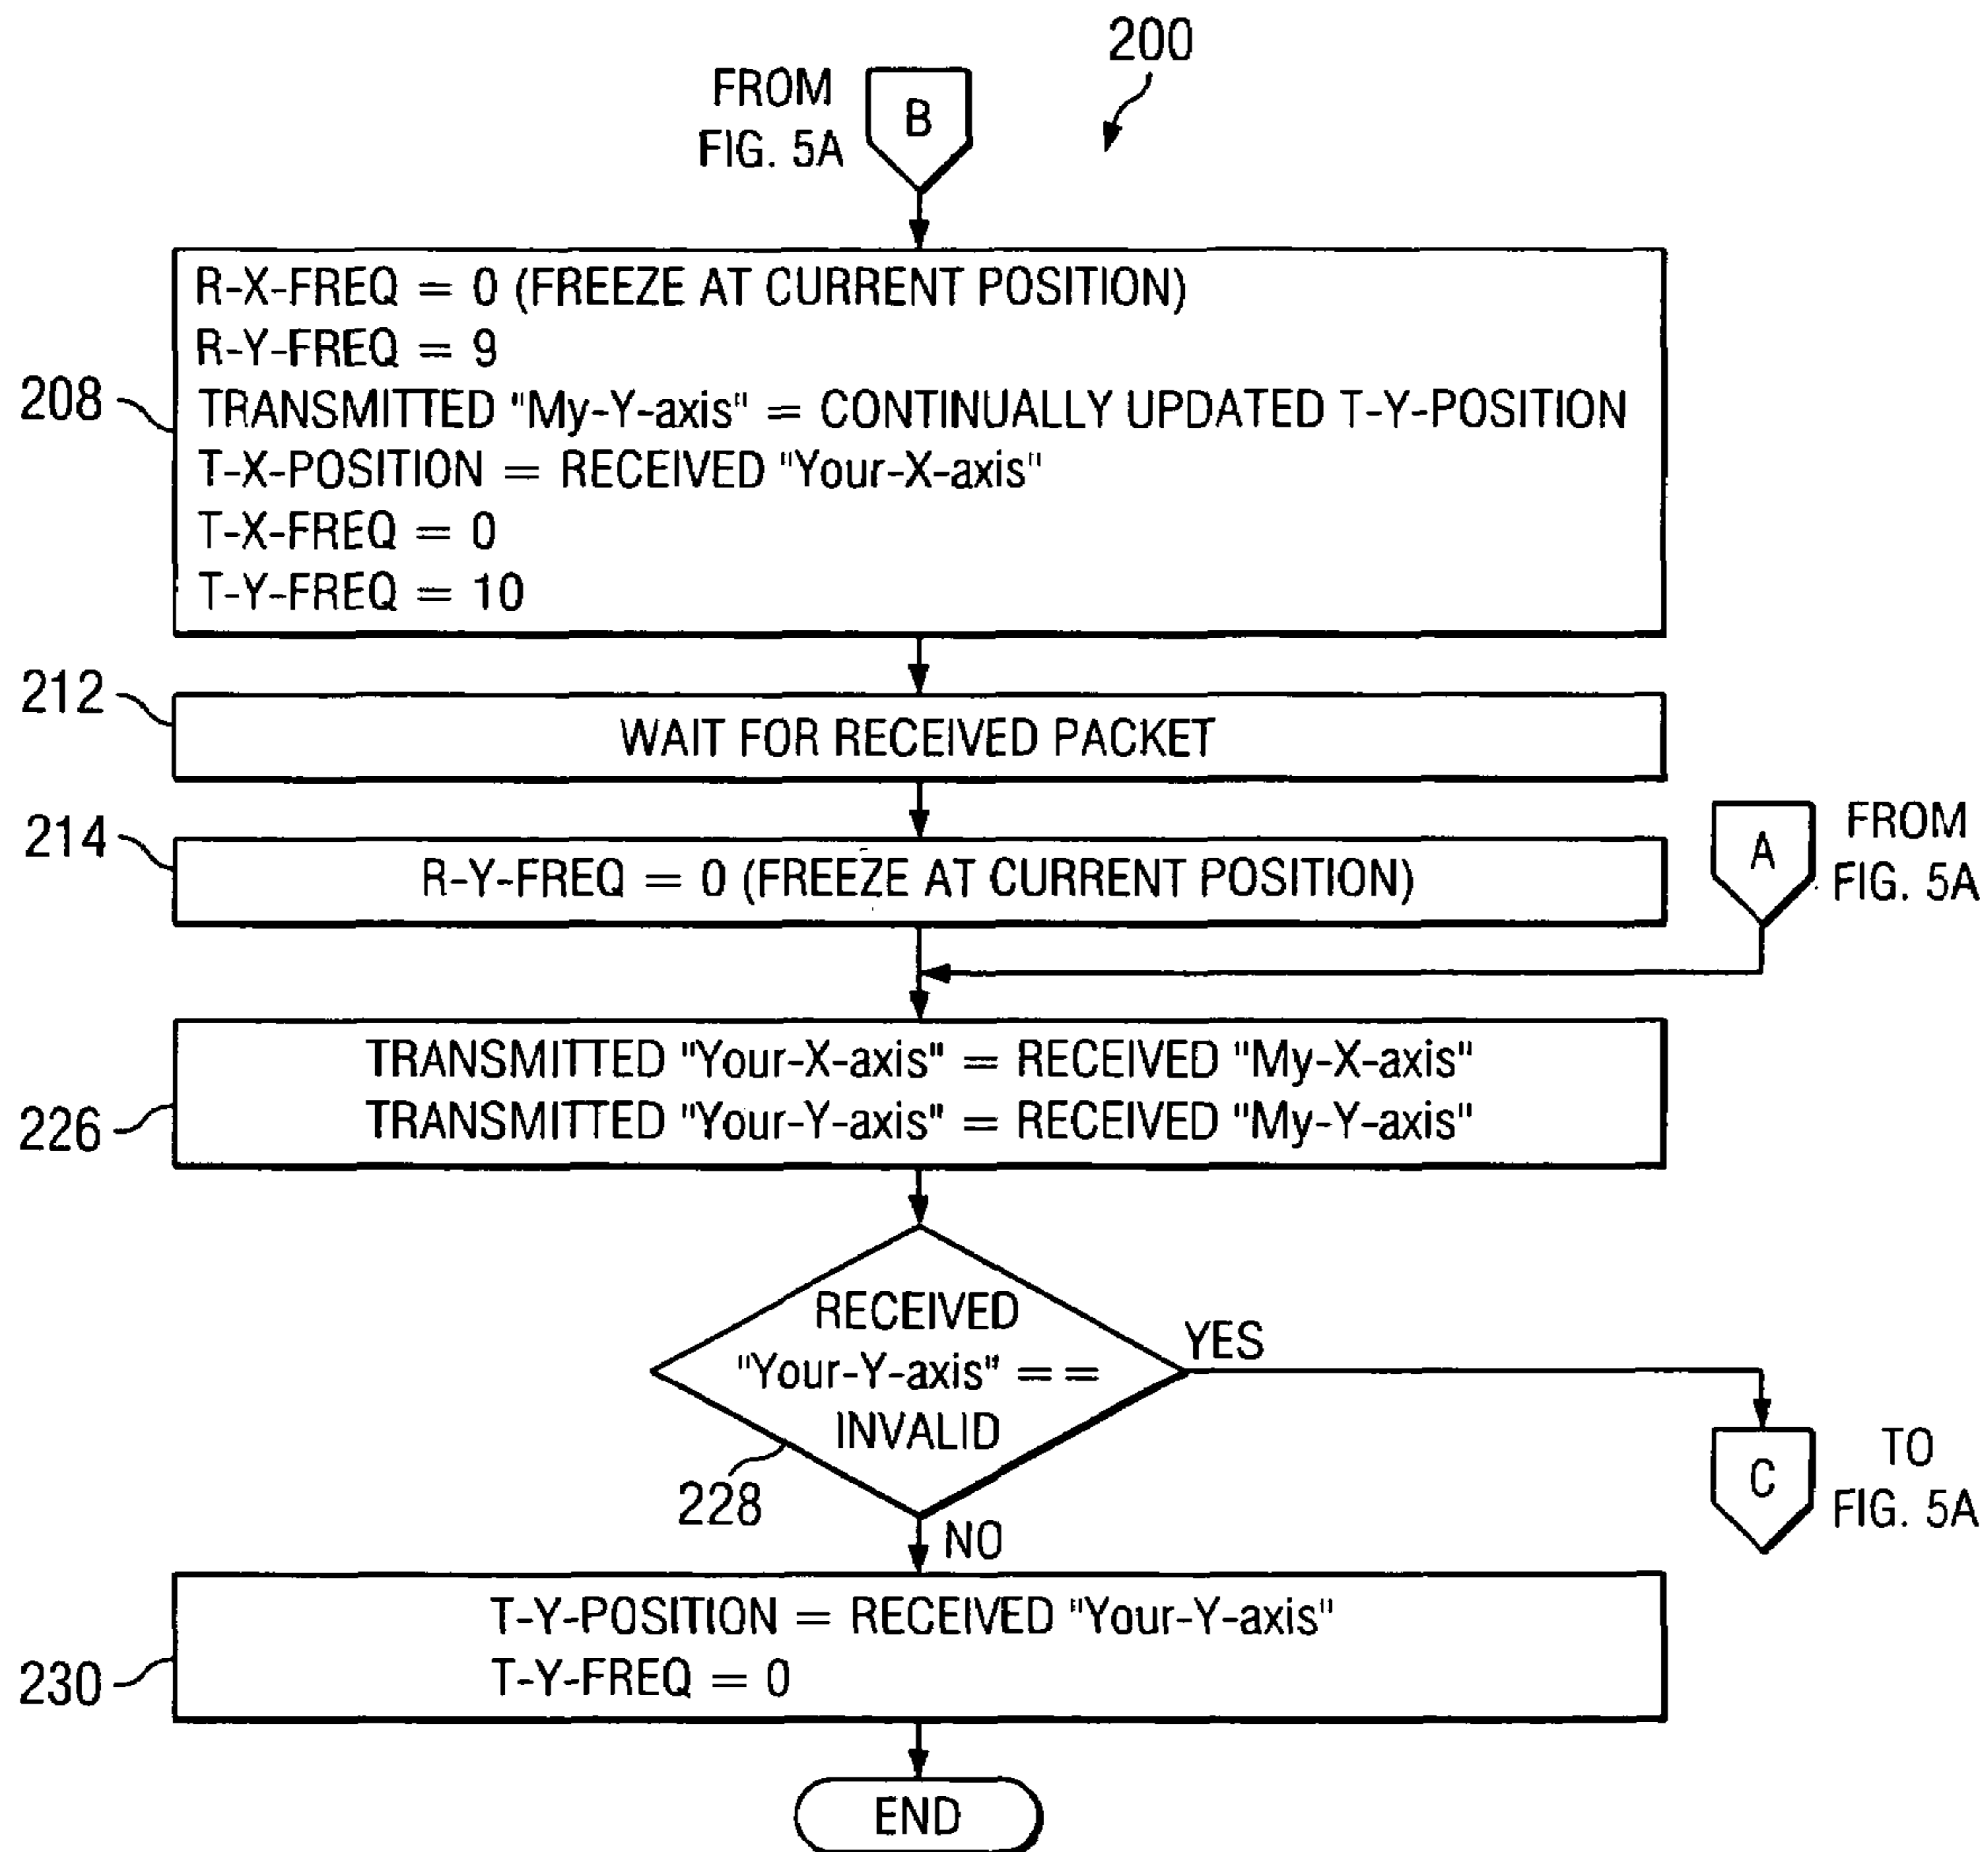 200
FROM
FIG. 5A
B
R-X-FREQ = 0 (FREEZE AT CURRENT POSITION)
R-Y-FREQ = 9
TRANSMITTED "My-Y-axis" = CONTINUALLY UPDATED T-Y-POSITION
T-X-POSITION = RECEIVED "Your-X-axis"
T-X-FREQ = 0
T-Y-FREQ = 10
208
212
WAIT FOR RECEIVED PACKET
214
R-Y-FREQ = 0 (FREEZE AT CURRENT POSITION)
A
FROM
FIG. 5A
TRANSMITTED "Your-X-axis" = RECEIVED "My-X-axis"
TRANSMITTED "Your-Y-axis" = RECEIVED "My-Y-axis"
226
RECEIVED
"Your-Y-axis" ==
INVALID
YES
228
C
TO
FIG. 5A
NO
T-Y-POSITION = RECEIVED "Your-Y-axis"
T-Y-FREQ = 0
230
END